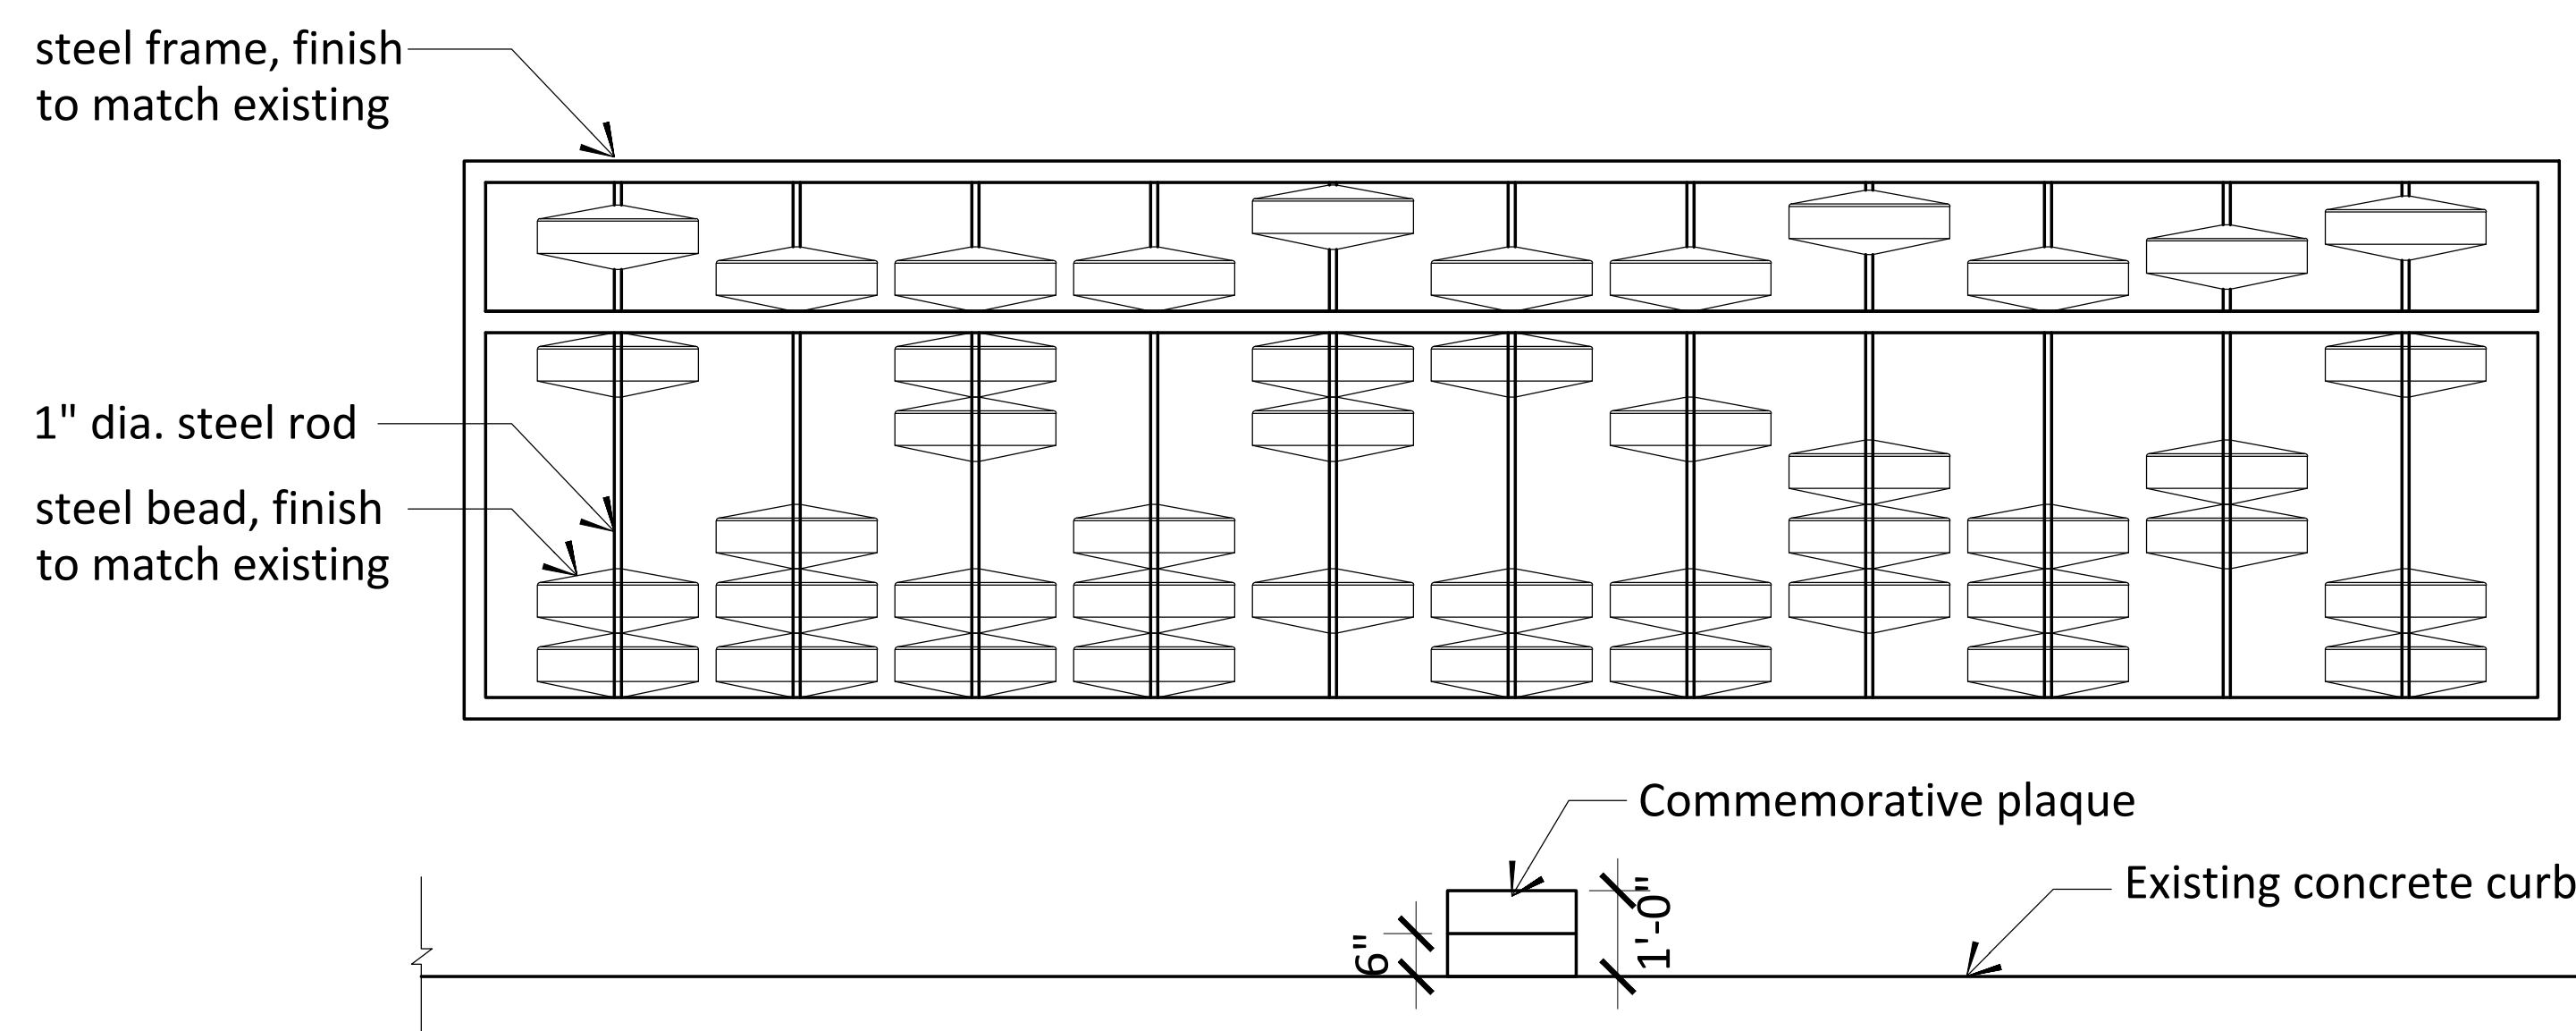 steel frame, finish
to match existing
1" dia. steel rod
steel bead, finish
to match existing
Commemorative plaque
Existing concrete curb
6"
1'-0"